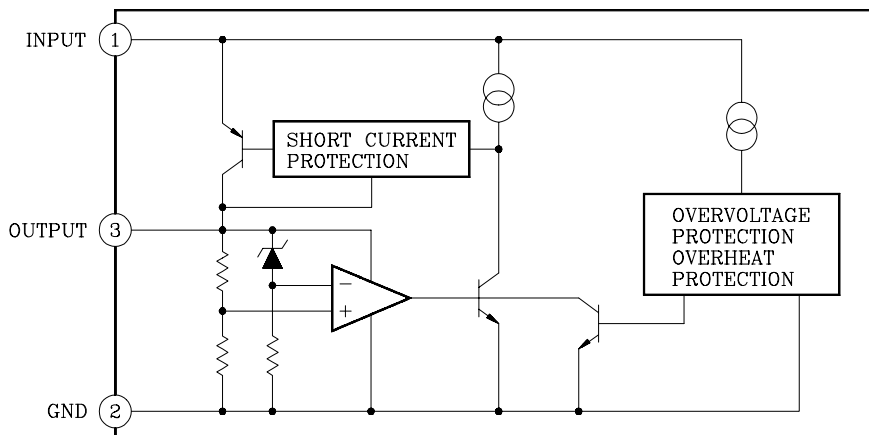 INPUT 1
SHORT CURRENT
PROTECTION
OUTPUT 3
OVERVOLTAGE
PROTECTION
OVERHEAT
PROTECTION
−
+
GND 2